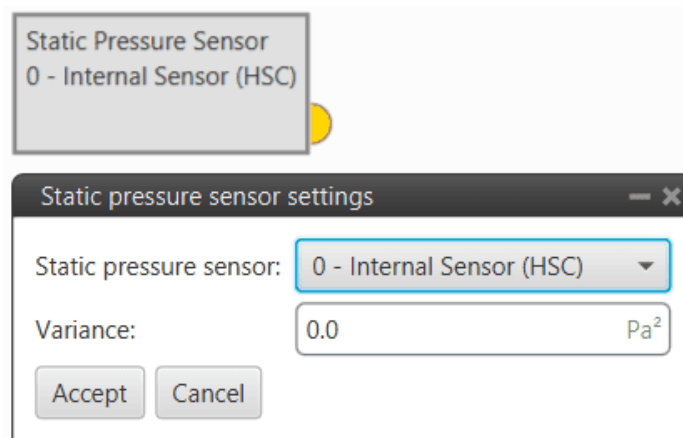 Static Pressure Sensor
0 - Internal Sensor (HSC)
Static pressure sensor settings
Static pressure sensor: 0 - Internal Sensor (HSC)
Variance: 0.0 Pa²
Accept Cancel